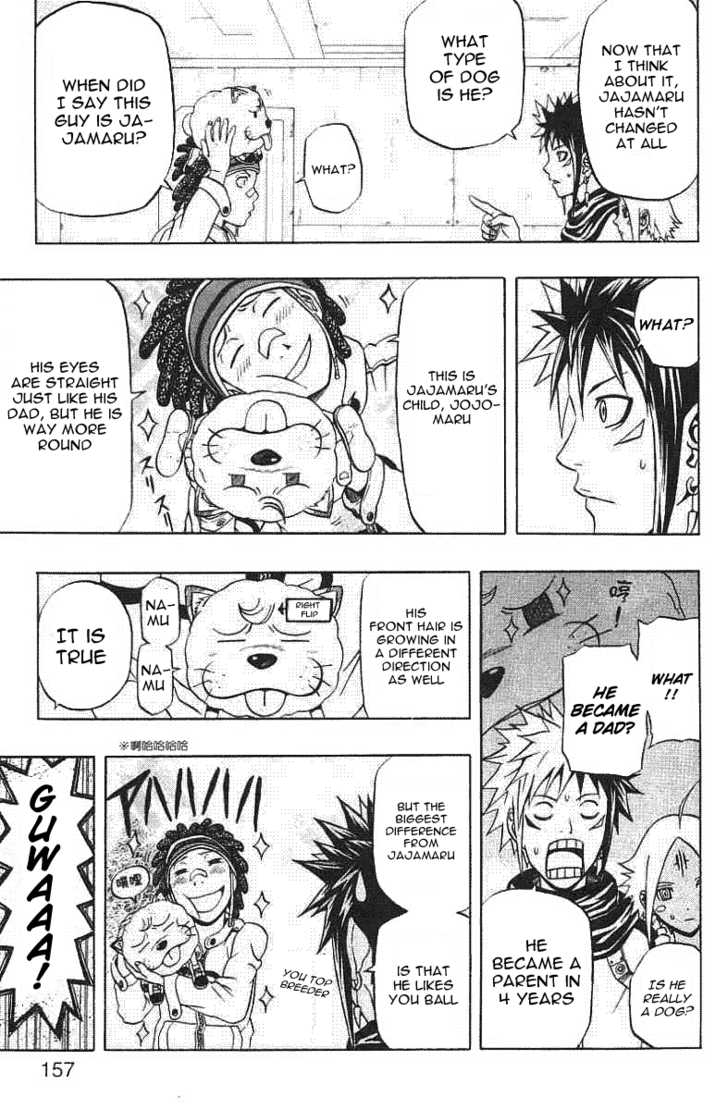 NOW THAT
I THINK
ABOUT IT,
JAJAMARU
HASN'T
CHANGED
AT ALL
WHAT
TYPE
OF DOG
IS HE?
WHAT?
WHEN DID
I SAY THIS
GUY IS JA-
JAMARU?
WHAT?
THIS IS
JAJAMARU'S
CHILD, JOJO-
MARU
HIS EYES
ARE STRAIGHT
JUST LIKE HIS
DAD, BUT HE IS
WAY MORE
ROUND
HIS
FRONT HAIR IS
GROWING IN
A DIFFERENT
DIRECTION
AS WELL
RIGHT
FLIP
NA-
MU
NA-
MU
IT IS
TRUE
WHAT
!!
HE
BECAME
A DAD?
HE
BECAME A
PARENT IN
4 YEARS
IS HE
REALLY
A DOG?
※啊哈哈哈哈
BUT THE
BIGGEST
DIFFERENCE
FROM
JAJAMARU
IS THAT
HE LIKES
YOU BALL
YOU TOP
BREEDER
GUWAAA!
157